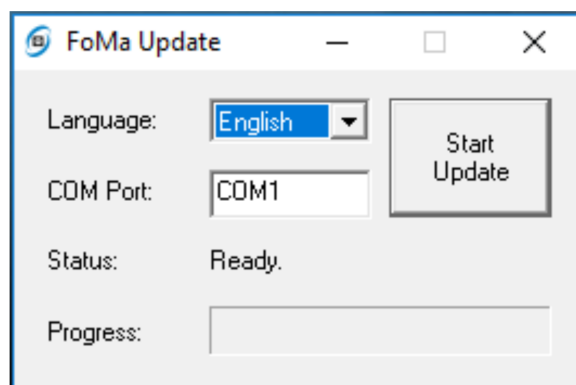 FoMa Update
Language:
English
Start
Update
COM Port:
COM1
Status:
Ready.
Progress: